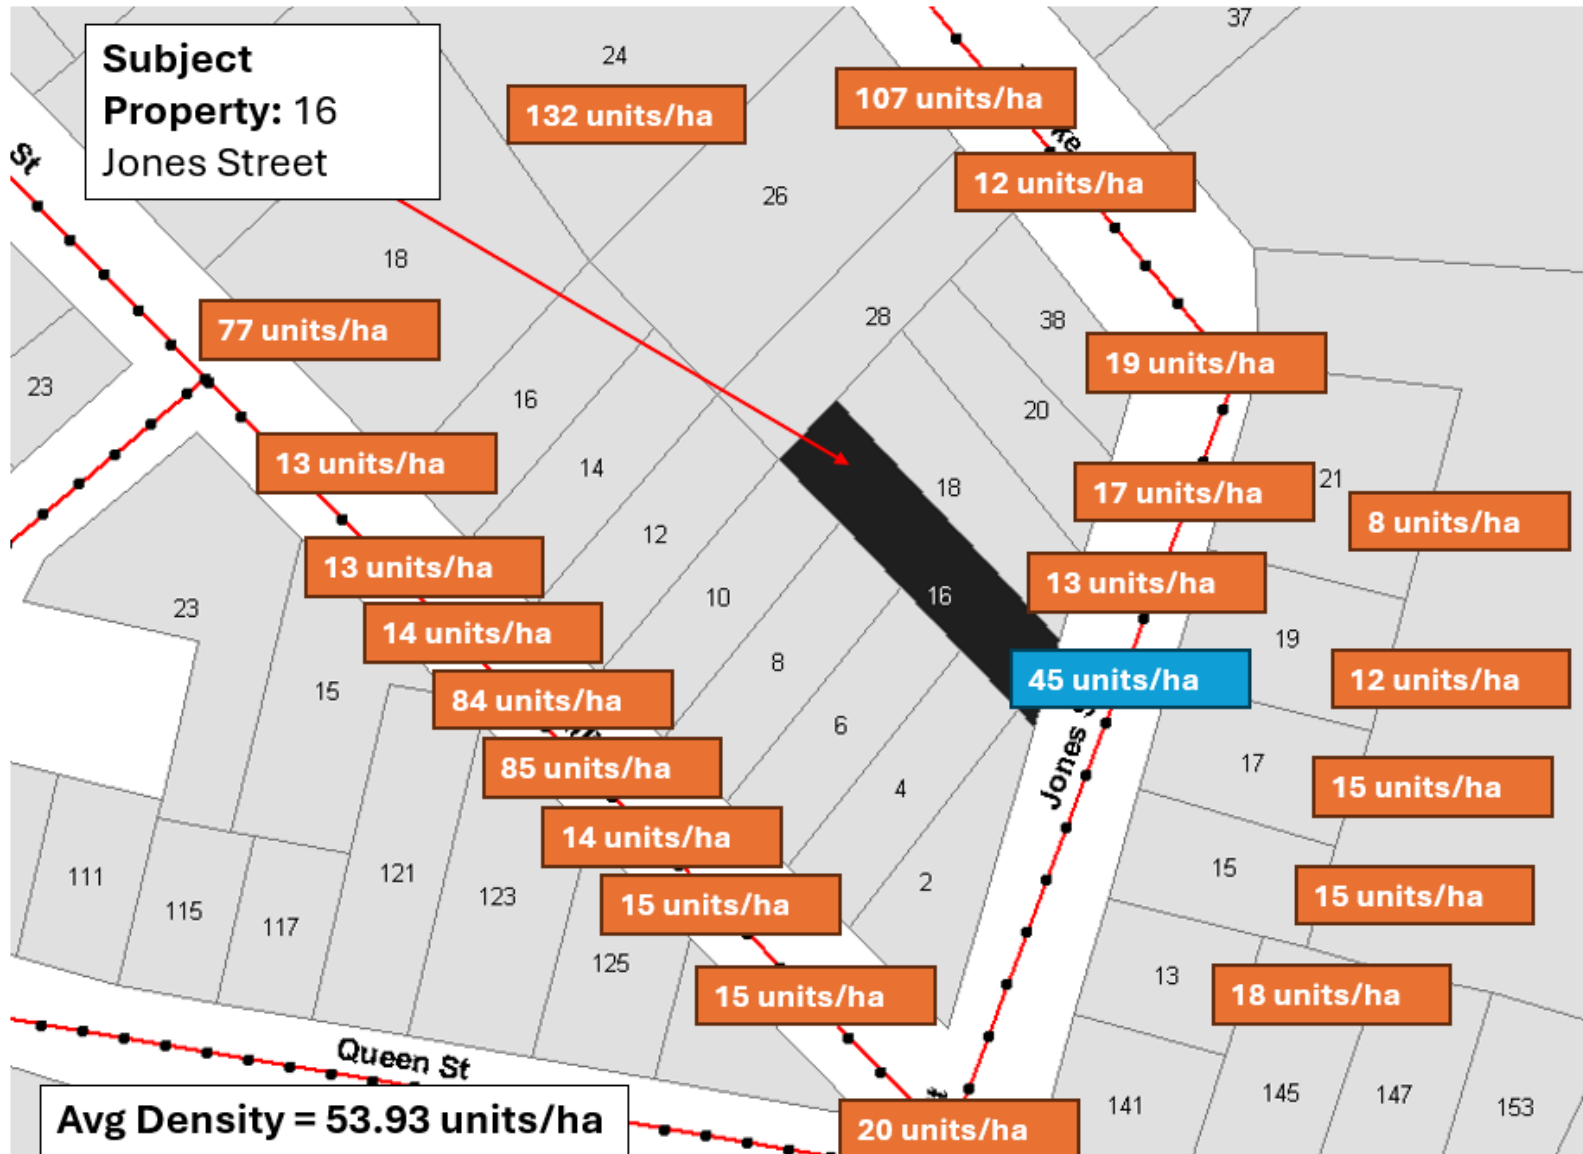 37
24
Subject
Property: 16
Jones Street
107 units/ha
132 units/ha
ke
St
12 units/ha
26
18
28
38
77 units/ha
19 units/ha
23
16
20
13 units/ha
14
18
21
17 units/ha
8 units/ha
12
13 units/ha
13 units/ha
10
16
23
14 units/ha
19
8
15
45 units/ha
12 units/ha
84 units/ha
6
17
85 units/ha
Jones S
4
15 units/ha
14 units/ha
111
121
2
15
123
15 units/ha
15 units/ha
115
117
125
13
15 units/ha
18 units/ha
Queen St
145
147
141
153
Avg Density = 53.93 units/ha
20 units/ha